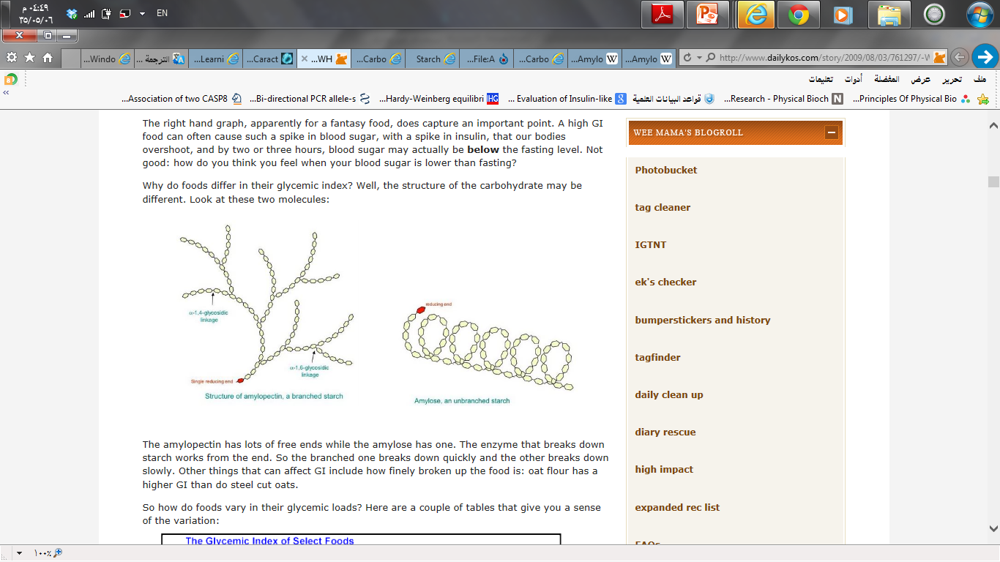 ٠٤:٤٩ م
٣٥/٠٥/٠٦
EN
...Windo
... الترجمة
...Learni
...Caract
...WH
...Carbo
Starch
...File:A
...Carbo
...Amylo
...Amylo
http://www.dailykos.com/story/2009/08/03/761297/-W
ملف تحرير عرض المفضلة أدوات تعليمات
...Association of two CASP8
...Bi-directional PCR allele-s
...Hardy-Weinberg equilibri
... Evaluation of Insulin-like
قواعد البيانات العلمية
...Research - Physical Bioch
...Principles Of Physical Bio
The right hand graph, apparently for a fantasy food, does capture an important point. A high GI
food can often cause such a spike in blood sugar, with a spike in insulin, that our bodies
overshoot, and by two or three hours, blood sugar may actually be below the fasting level. Not
good: how do you think you feel when your blood sugar is lower than fasting?
Why do foods differ in their glycemic index? Well, the structure of the carbohydrate may be
different. Look at these two molecules:
α-1,4-glycosidic
linkage
α-1,6-glycosidic
linkage
Single reducing end
Structure of amylopectin, a branched starch
reducing end
Amylose, an unbranched starch
The amylopectin has lots of free ends while the amylose has one. The enzyme that breaks down
starch works from the end. So the branched one breaks down quickly and the other breaks down
slowly. Other things that can affect GI include how finely broken up the food is: oat flour has a
higher GI than do steel cut oats.
So how do foods vary in their glycemic loads? Here are a couple of tables that give you a sense
of the variation:
The Glycemic Index of Select Foods
WEE MAMA'S BLOGROLL
Photobucket
tag cleaner
IGTNT
ek's checker
bumperstickers and history
tagfinder
daily clean up
diary rescue
high impact
expanded rec list
FAQs
١٠٠٪